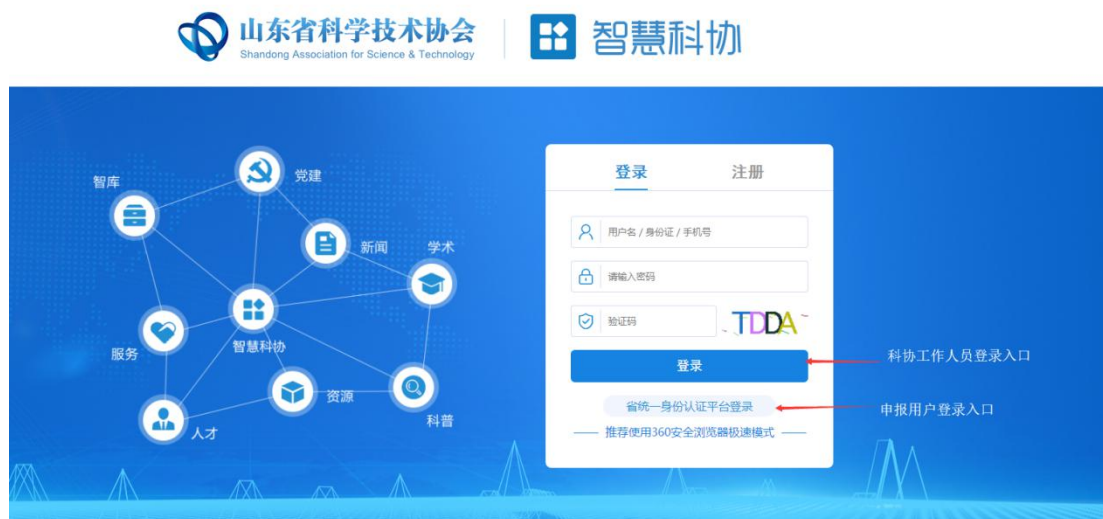 山东省科学技术协会
Shandong Association for Science & Technology
智慧科协
登录 注册
用户名 / 身份证 / 手机号
请输入密码
验证码
TDDA
登录
省统一身份认证平台登录
推荐使用360安全浏览器极速模式
科协工作人员登录入口
申报用户登录入口
智库
党建
新闻
学术
智慧科协
服务
资源
科普
人才